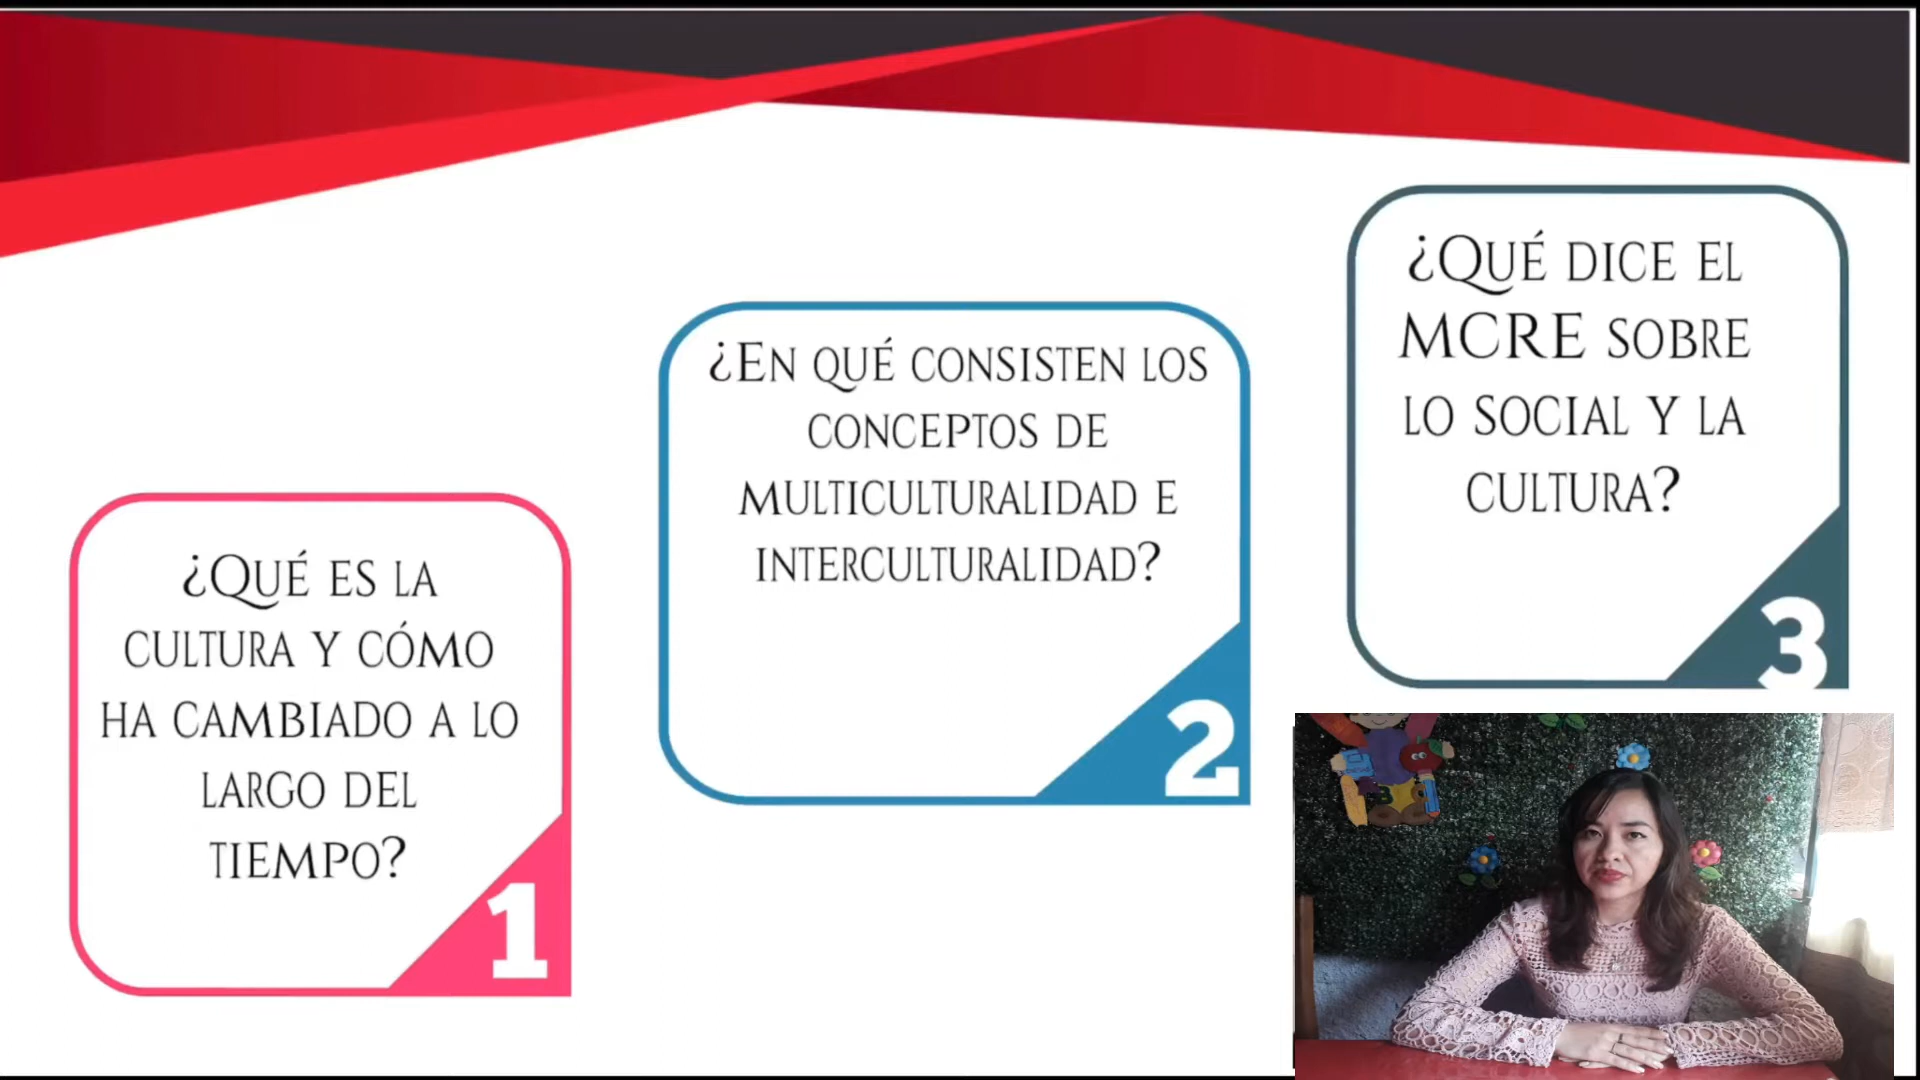 ¿Qué es la
cultura y cómo
ha cambiado a lo
largo del
tiempo?
1
¿En qué consisten los
conceptos de
multiculturalidad e
interculturalidad?
2
¿Qué dice el
MCRE sobre
lo social y la
cultura?
3